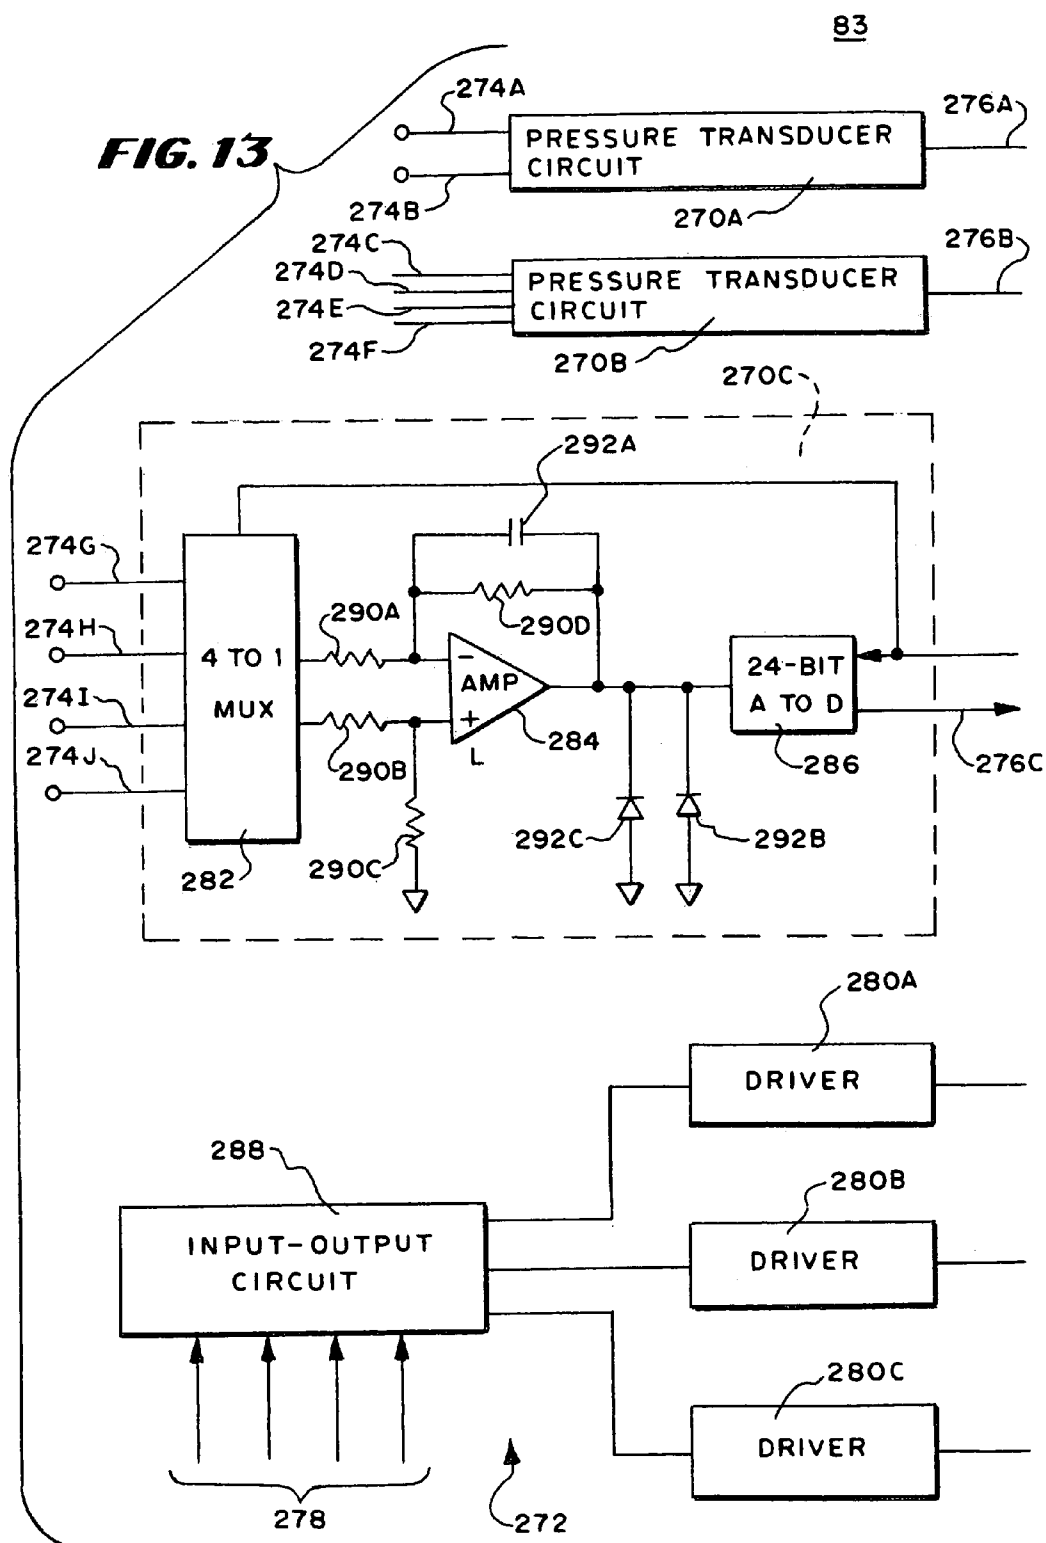 83
FIG. 13
274A
276A
PRESSURE TRANSDUCER
CIRCUIT
274B
270A
274C
276B
274D
PRESSURE TRANSDUCER
274E
CIRCUIT
274F
270B
270C
292A
274G
290A
290D
274H
4 TO 1
MUX
−
AMP
+
24-BIT
A TO D
274I
284
L
290B
286
276C
274J
292C
292B
290C
282
280A
DRIVER
288
280B
INPUT-OUTPUT
CIRCUIT
DRIVER
280C
DRIVER
278
272